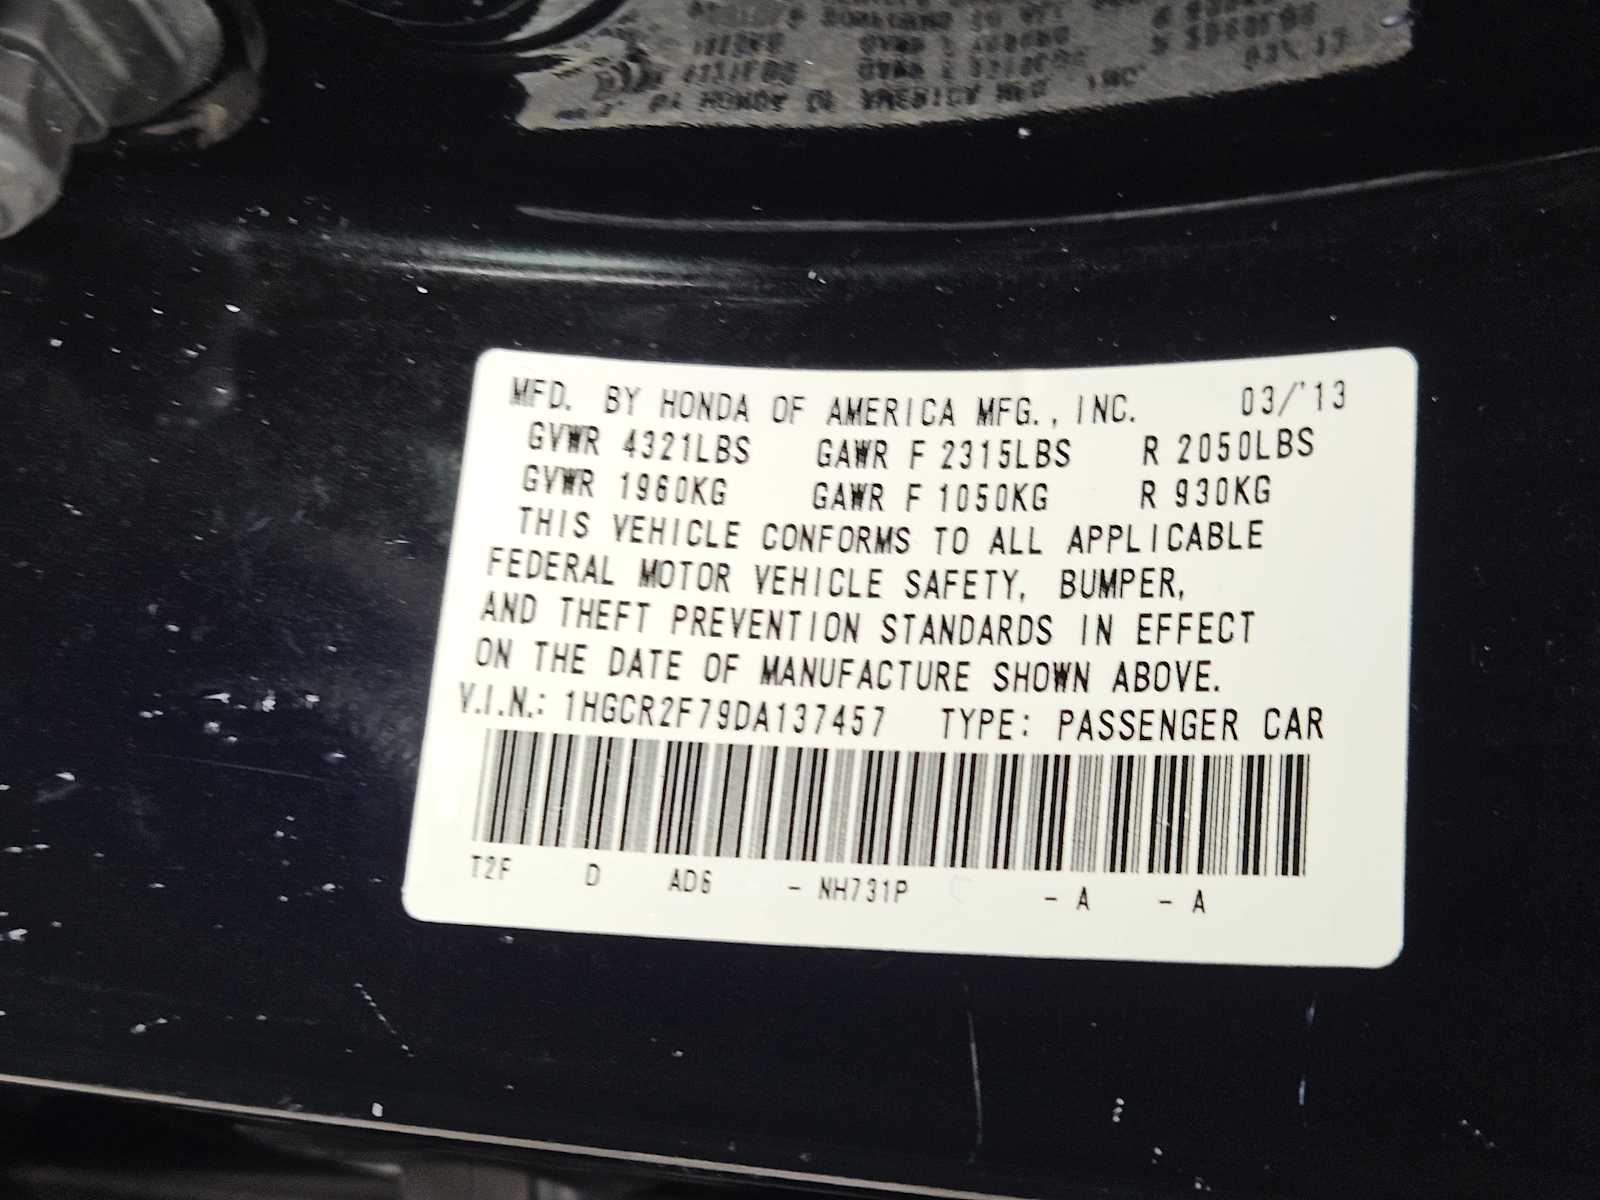 MFD. BY HONDA OF AMERICA MFG., INC. 03/'13
GVWR 4321LBS GAWR F 2315LBS R 2050LBS
GVWR 1960KG GAWR F 1050KG R 930KG
THIS VEHICLE CONFORMS TO ALL APPLICABLE
FEDERAL MOTOR VEHICLE SAFETY, BUMPER,
AND THEFT PREVENTION STANDARDS IN EFFECT
ON THE DATE OF MANUFACTURE SHOWN ABOVE.
V.I.N.: 1HGCR2F79DA137457 TYPE: PASSENGER CAR
T2F D AD6 - NH731P - A - A